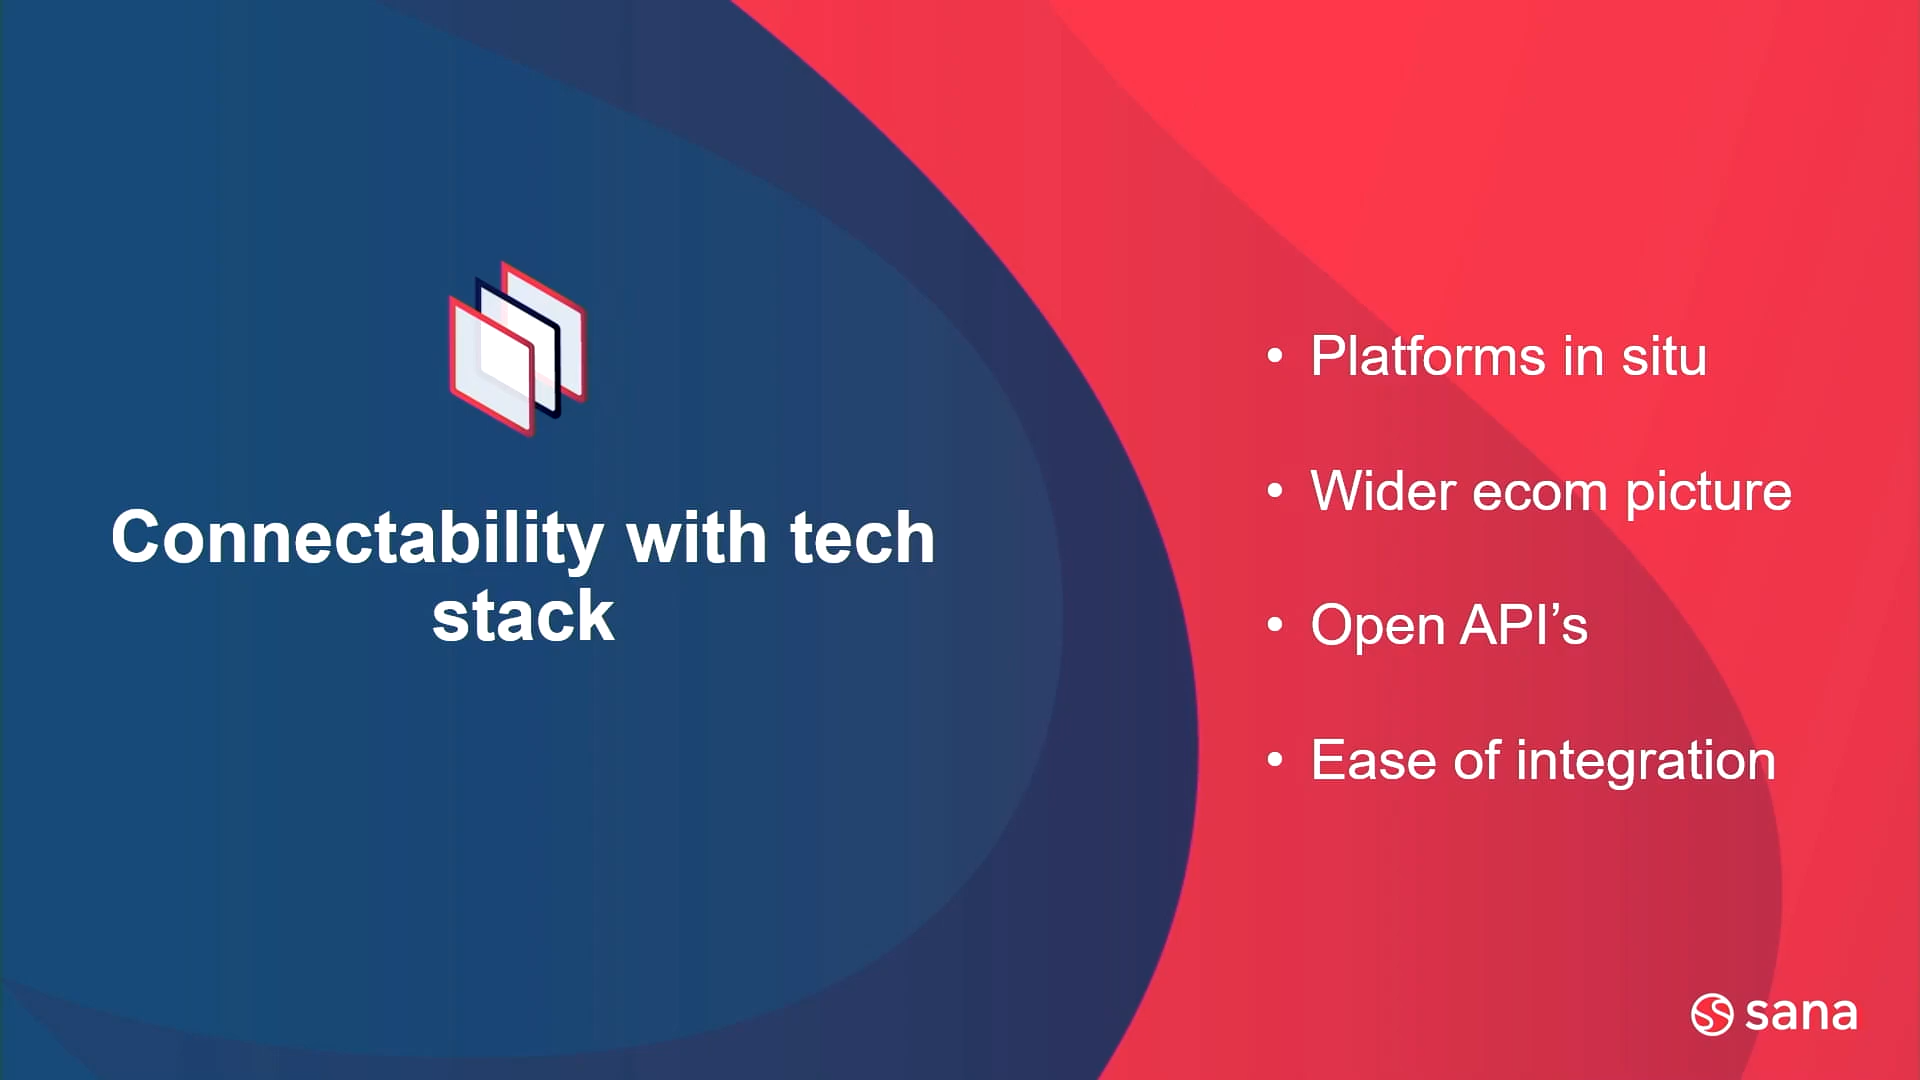 Connectability with tech
stack
• Platforms in situ
• Wider ecom picture
• Open API’s
• Ease of integration
sana